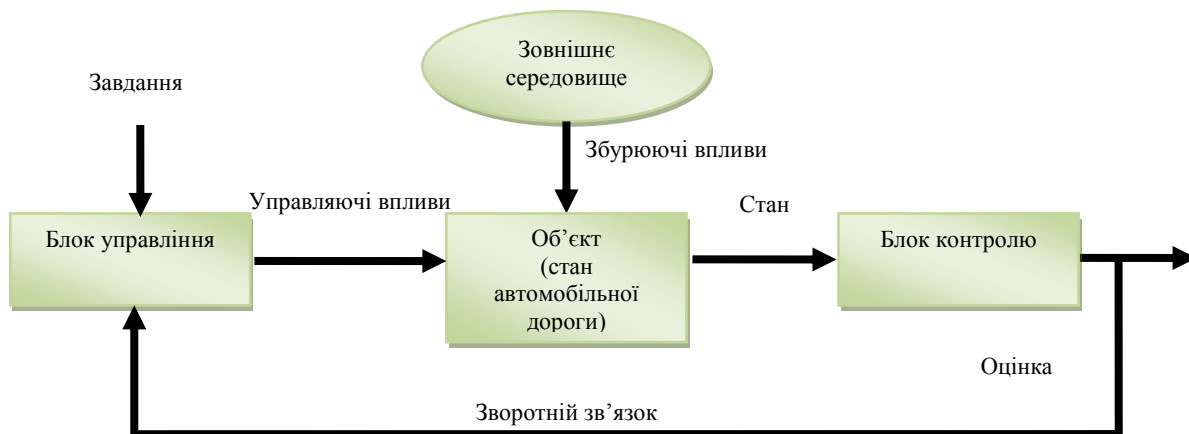 Зовнішнє
середовище
Завдання
Збурюючі впливи
Управляючі впливи
Стан
Блок управління
Об’єкт
(стан
автомобільної
дороги)
Блок контролю
Оцінка
Зворотній зв’язок